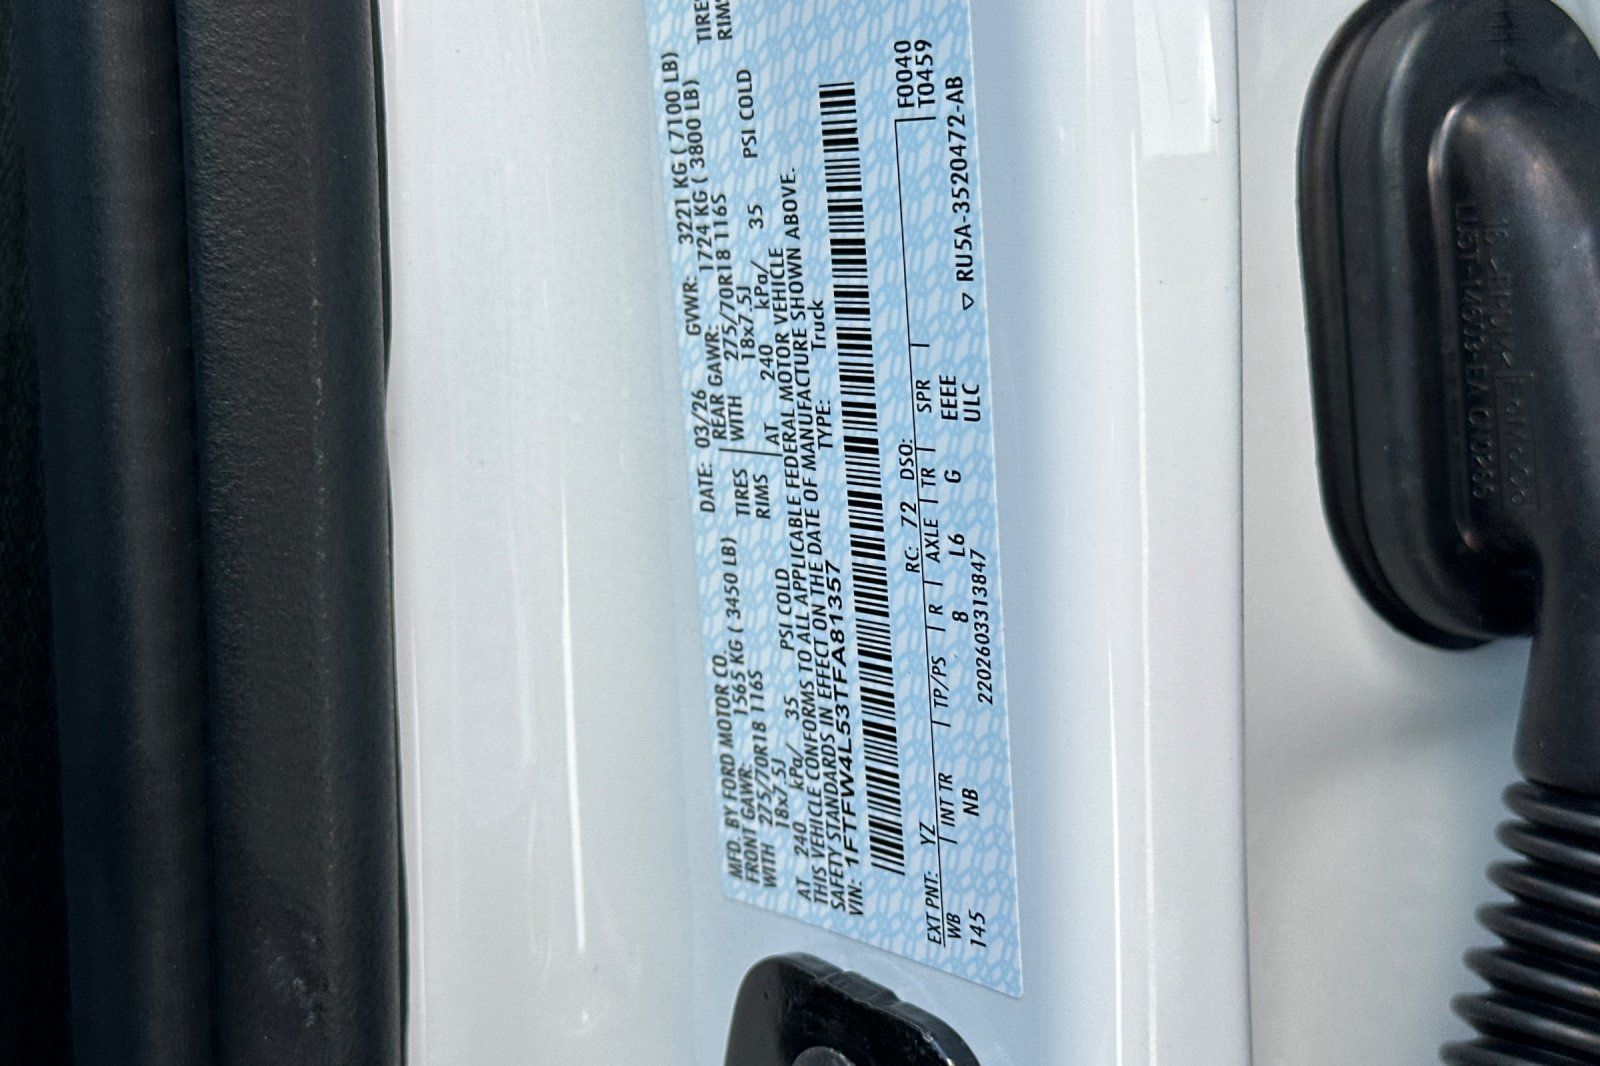 MFD. BY FORD MOTOR CO.
DATE: 03/26 GVWR: 3221 KG ( 7100 LB)
FRONT GAWR: 1565 KG ( 3450 LB)
REAR GAWR: 1724 KG ( 3800 LB)
WITH 275/70R18 116S TIRES
WITH 275/70R18 116S TIRE
18x7.5J RIMS
18x7.5J RIM
AT 240 kPa/ 35 PSI COLD
AT 240 kPa/ 35 PSI COLD
THIS VEHICLE CONFORMS TO ALL APPLICABLE FEDERAL MOTOR VEHICLE
SAFETY STANDARDS IN EFFECT ON THE DATE OF MANUFACTURE SHOWN ABOVE.
VIN: 1FTFW4L53TFA81357 TYPE: Truck
EXT PNT: YZ RC: 72 DSO: F0040
WB INT TR TP/PS R AXLE TR SPR T0459
145 NB 8 L6 G EEEE
2202603313847 ULC ▽ RU5A-3520472-AB